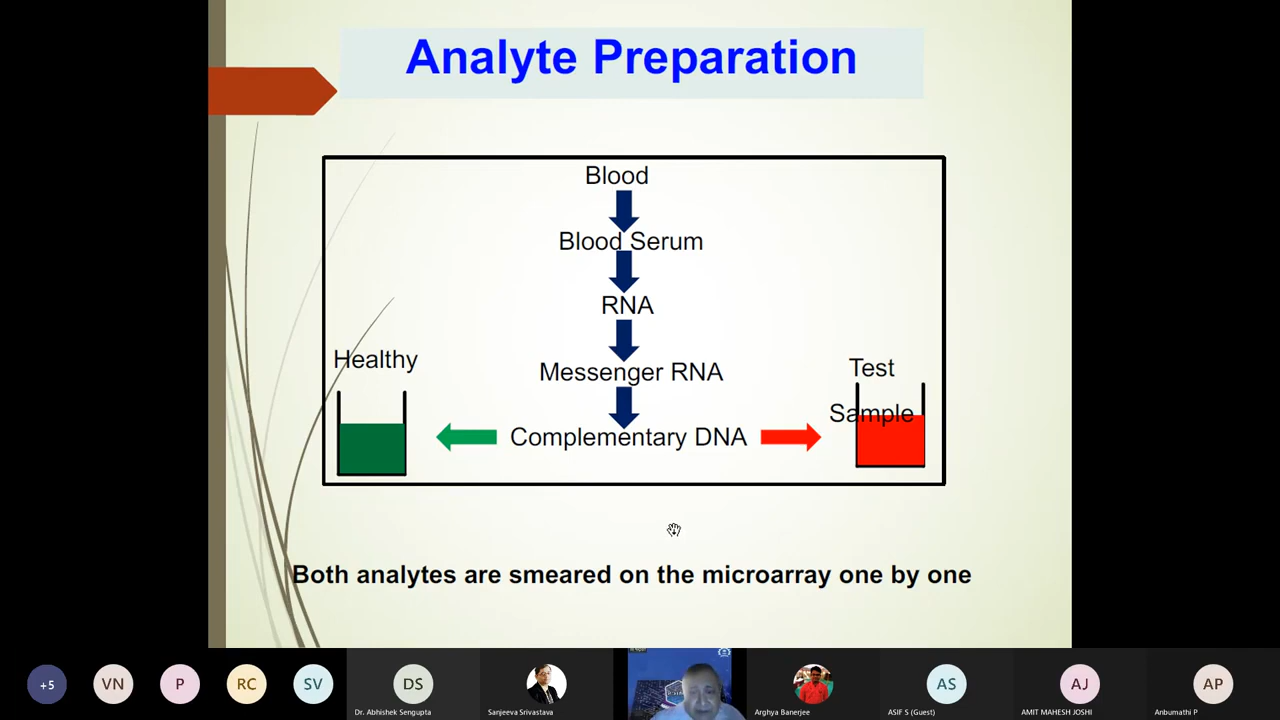 Analyte Preparation
Blood
Blood Serum
RNA
Healthy
Messenger RNA
Test
Sample
Complementary DNA
Both analytes are smeared on the microarray one by one
+5
VN
P
RC
SV
DS
AS
AJ
AP
Dr. Abhishek Sengupta
Sanjeeva Srivastava
Arghya Banerjee
ASIF S (Guest)
AMIT MAHESH JOSHI
Anbumathi P